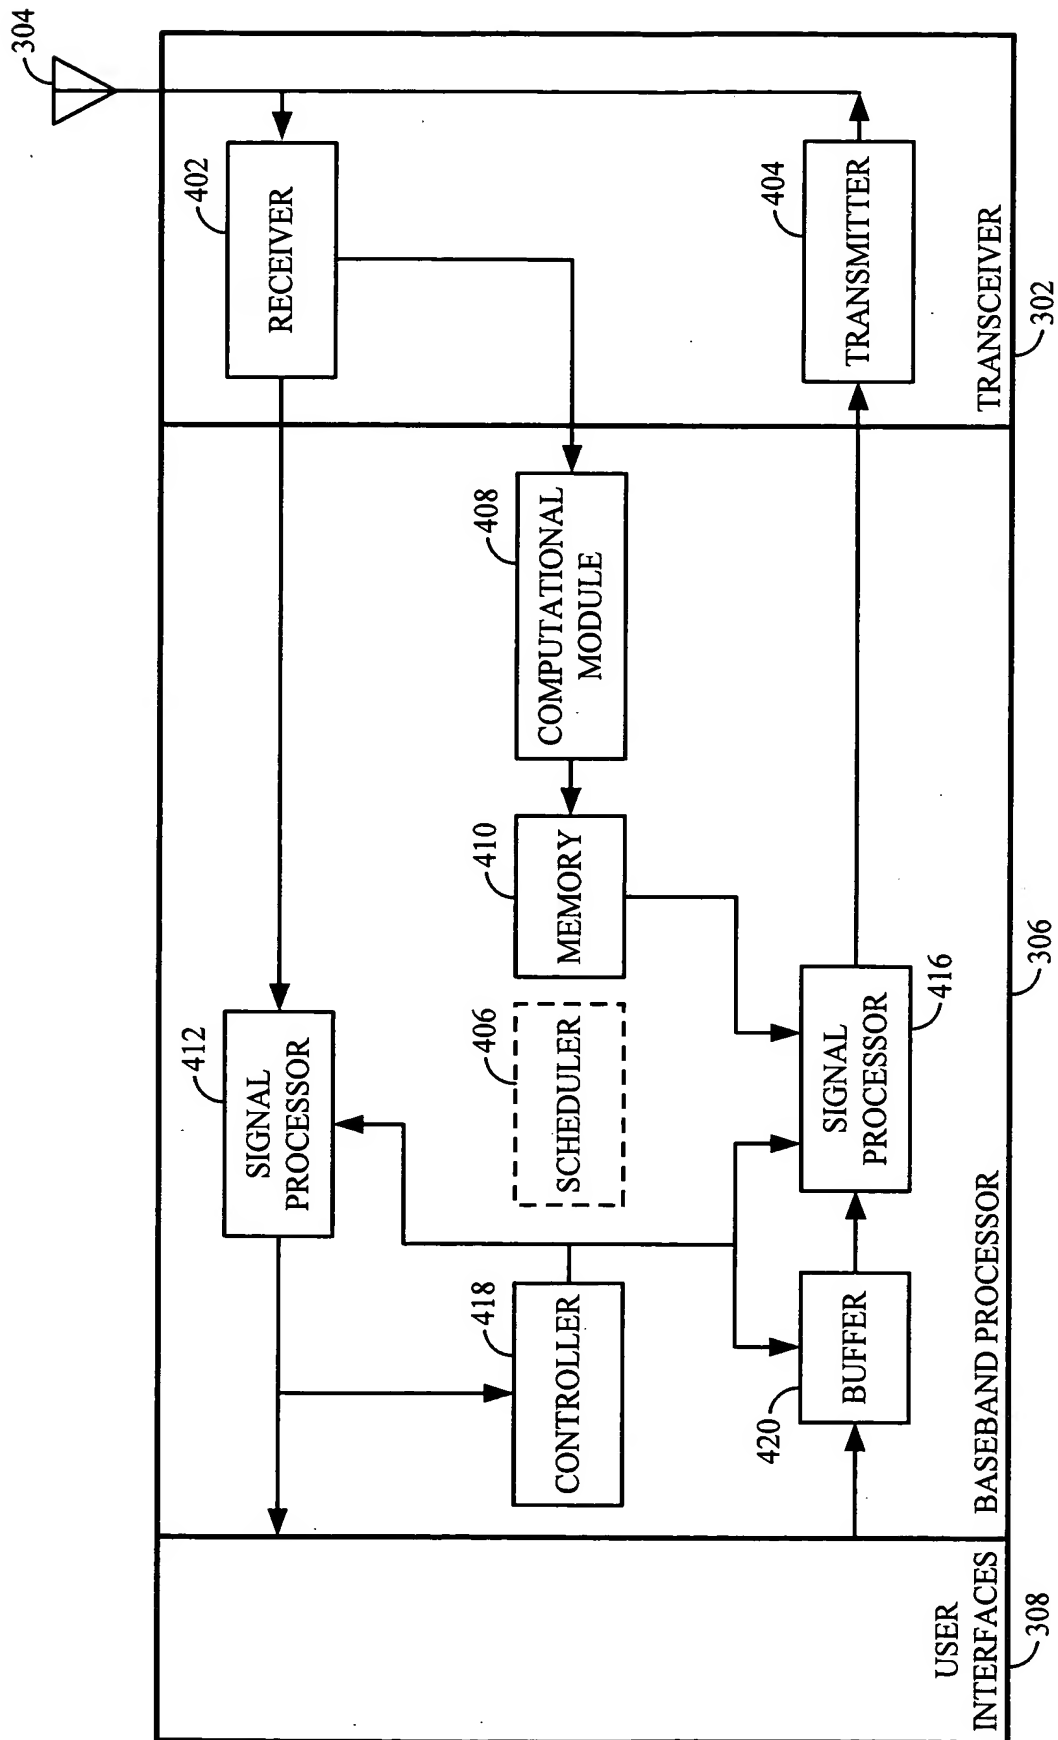 304
402
RECEIVER
404
TRANSMITTER
TRANSCEIVER
302
408
COMPUTATIONAL
MODULE
410
MEMORY
412
SIGNAL
PROCESSOR
406
SCHEDULER
SIGNAL
PROCESSOR
416
418
CONTROLLER
420
BUFFER
BASEBAND PROCESSOR
306
USER
INTERFACES
308